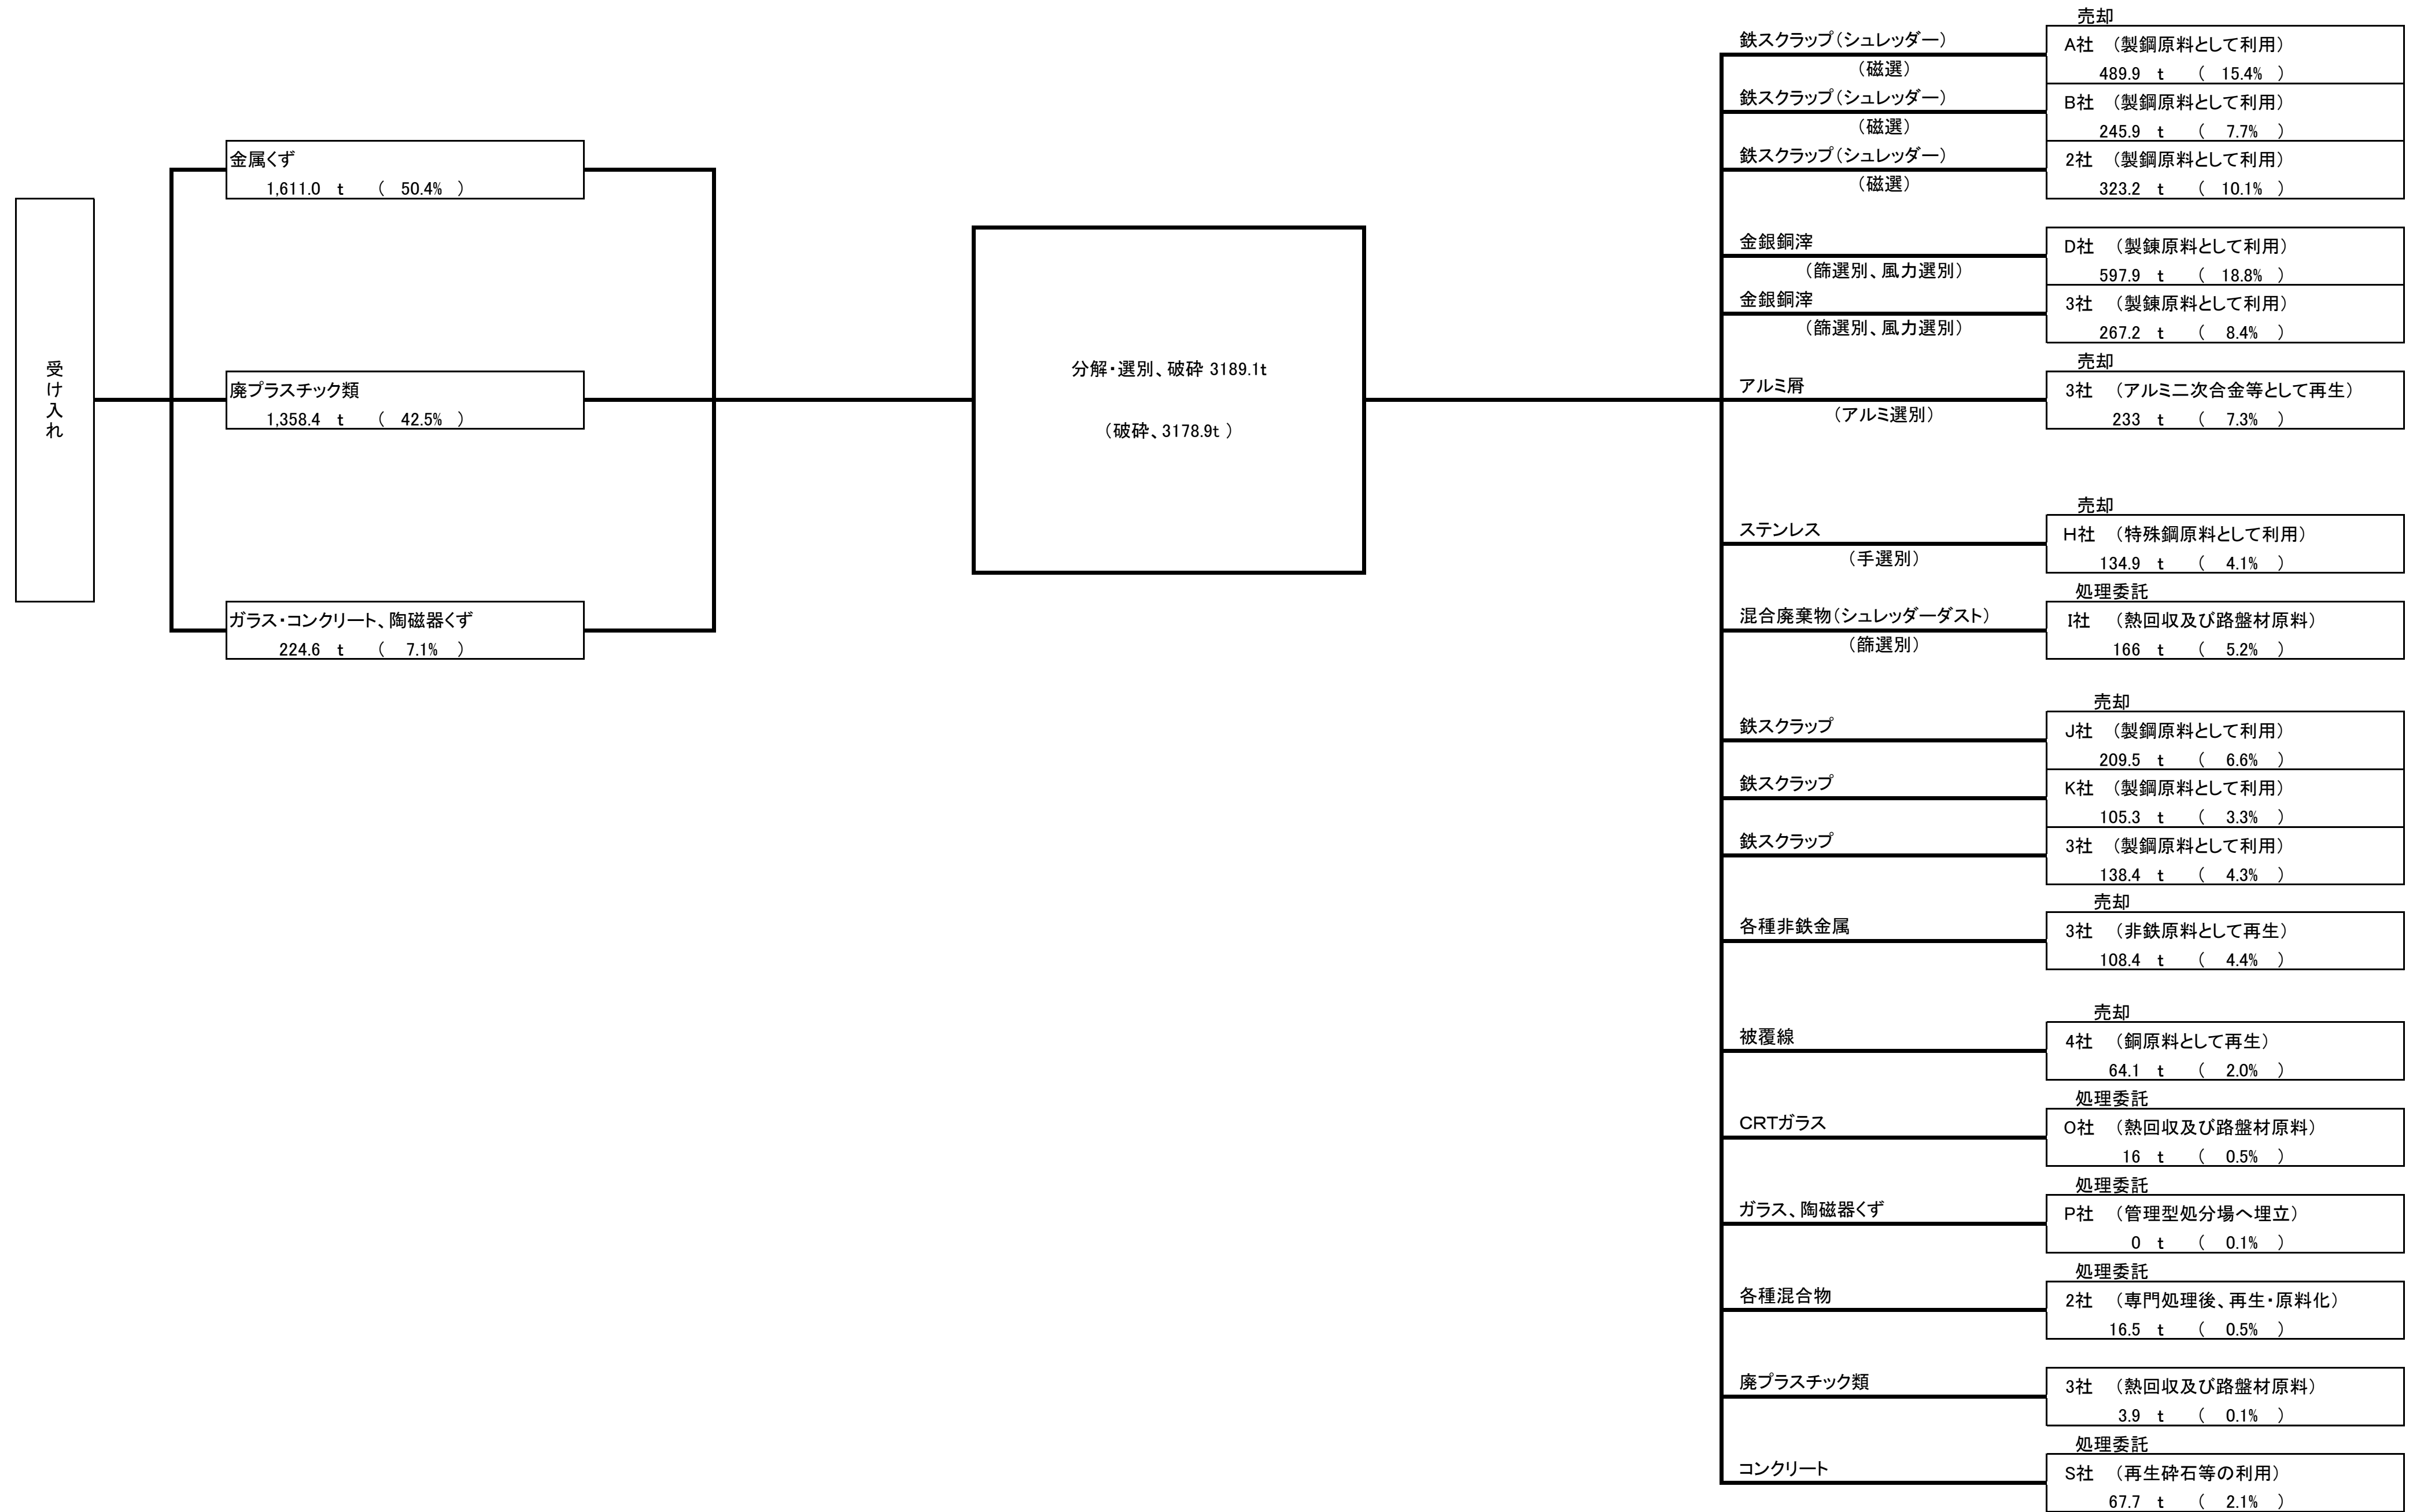 受け入れ
金属くず
1,611.0 t ( 50.4% )
廃プラスチック類
1,358.4 t ( 42.5% )
ガラス・コンクリート、陶磁器くず
224.6 t ( 7.1% )
分解・選別、破砕 3189.1t
（破砕、3178.9t ）
売却
鉄スクラップ（シュレッダー）
（磁選）
A社 （製鋼原料として利用）
489.9 t ( 15.4% )
鉄スクラップ（シュレッダー）
（磁選）
B社 （製鋼原料として利用）
245.9 t ( 7.7% )
鉄スクラップ（シュレッダー）
（磁選）
2社 （製鋼原料として利用）
323.2 t ( 10.1% )
金銀銅滓
（篩選別、風力選別）
D社 （製錬原料として利用）
597.9 t ( 18.8% )
金銀銅滓
（篩選別、風力選別）
3社 （製錬原料として利用）
267.2 t ( 8.4% )
売却
アルミ屑
（アルミ選別）
3社 （アルミ二次合金等として再生）
233 t ( 7.3% )
売却
ステンレス
（手選別）
H社 （特殊鋼原料として利用）
134.9 t ( 4.1% )
処理委託
混合廃棄物（シュレッダーダスト）
（篩選別）
I社 （熱回収及び路盤材原料）
166 t ( 5.2% )
売却
鉄スクラップ
J社 （製鋼原料として利用）
209.5 t ( 6.6% )
鉄スクラップ
K社 （製鋼原料として利用）
105.3 t ( 3.3% )
鉄スクラップ
3社 （製鋼原料として利用）
138.4 t ( 4.3% )
売却
各種非鉄金属
3社 （非鉄原料として再生）
108.4 t ( 4.4% )
売却
被覆線
4社 （銅原料として再生）
64.1 t ( 2.0% )
処理委託
CRTガラス
O社 （熱回収及び路盤材原料）
16 t ( 0.5% )
処理委託
ガラス、陶磁器くず
P社 （管理型処分場へ埋立）
0 t ( 0.1% )
処理委託
各種混合物
2社 （専門処理後、再生・原料化）
16.5 t ( 0.5% )
廃プラスチック類
3社 （熱回収及び路盤材原料）
3.9 t ( 0.1% )
処理委託
コンクリート
S社 （再生砕石等の利用）
67.7 t ( 2.1% )